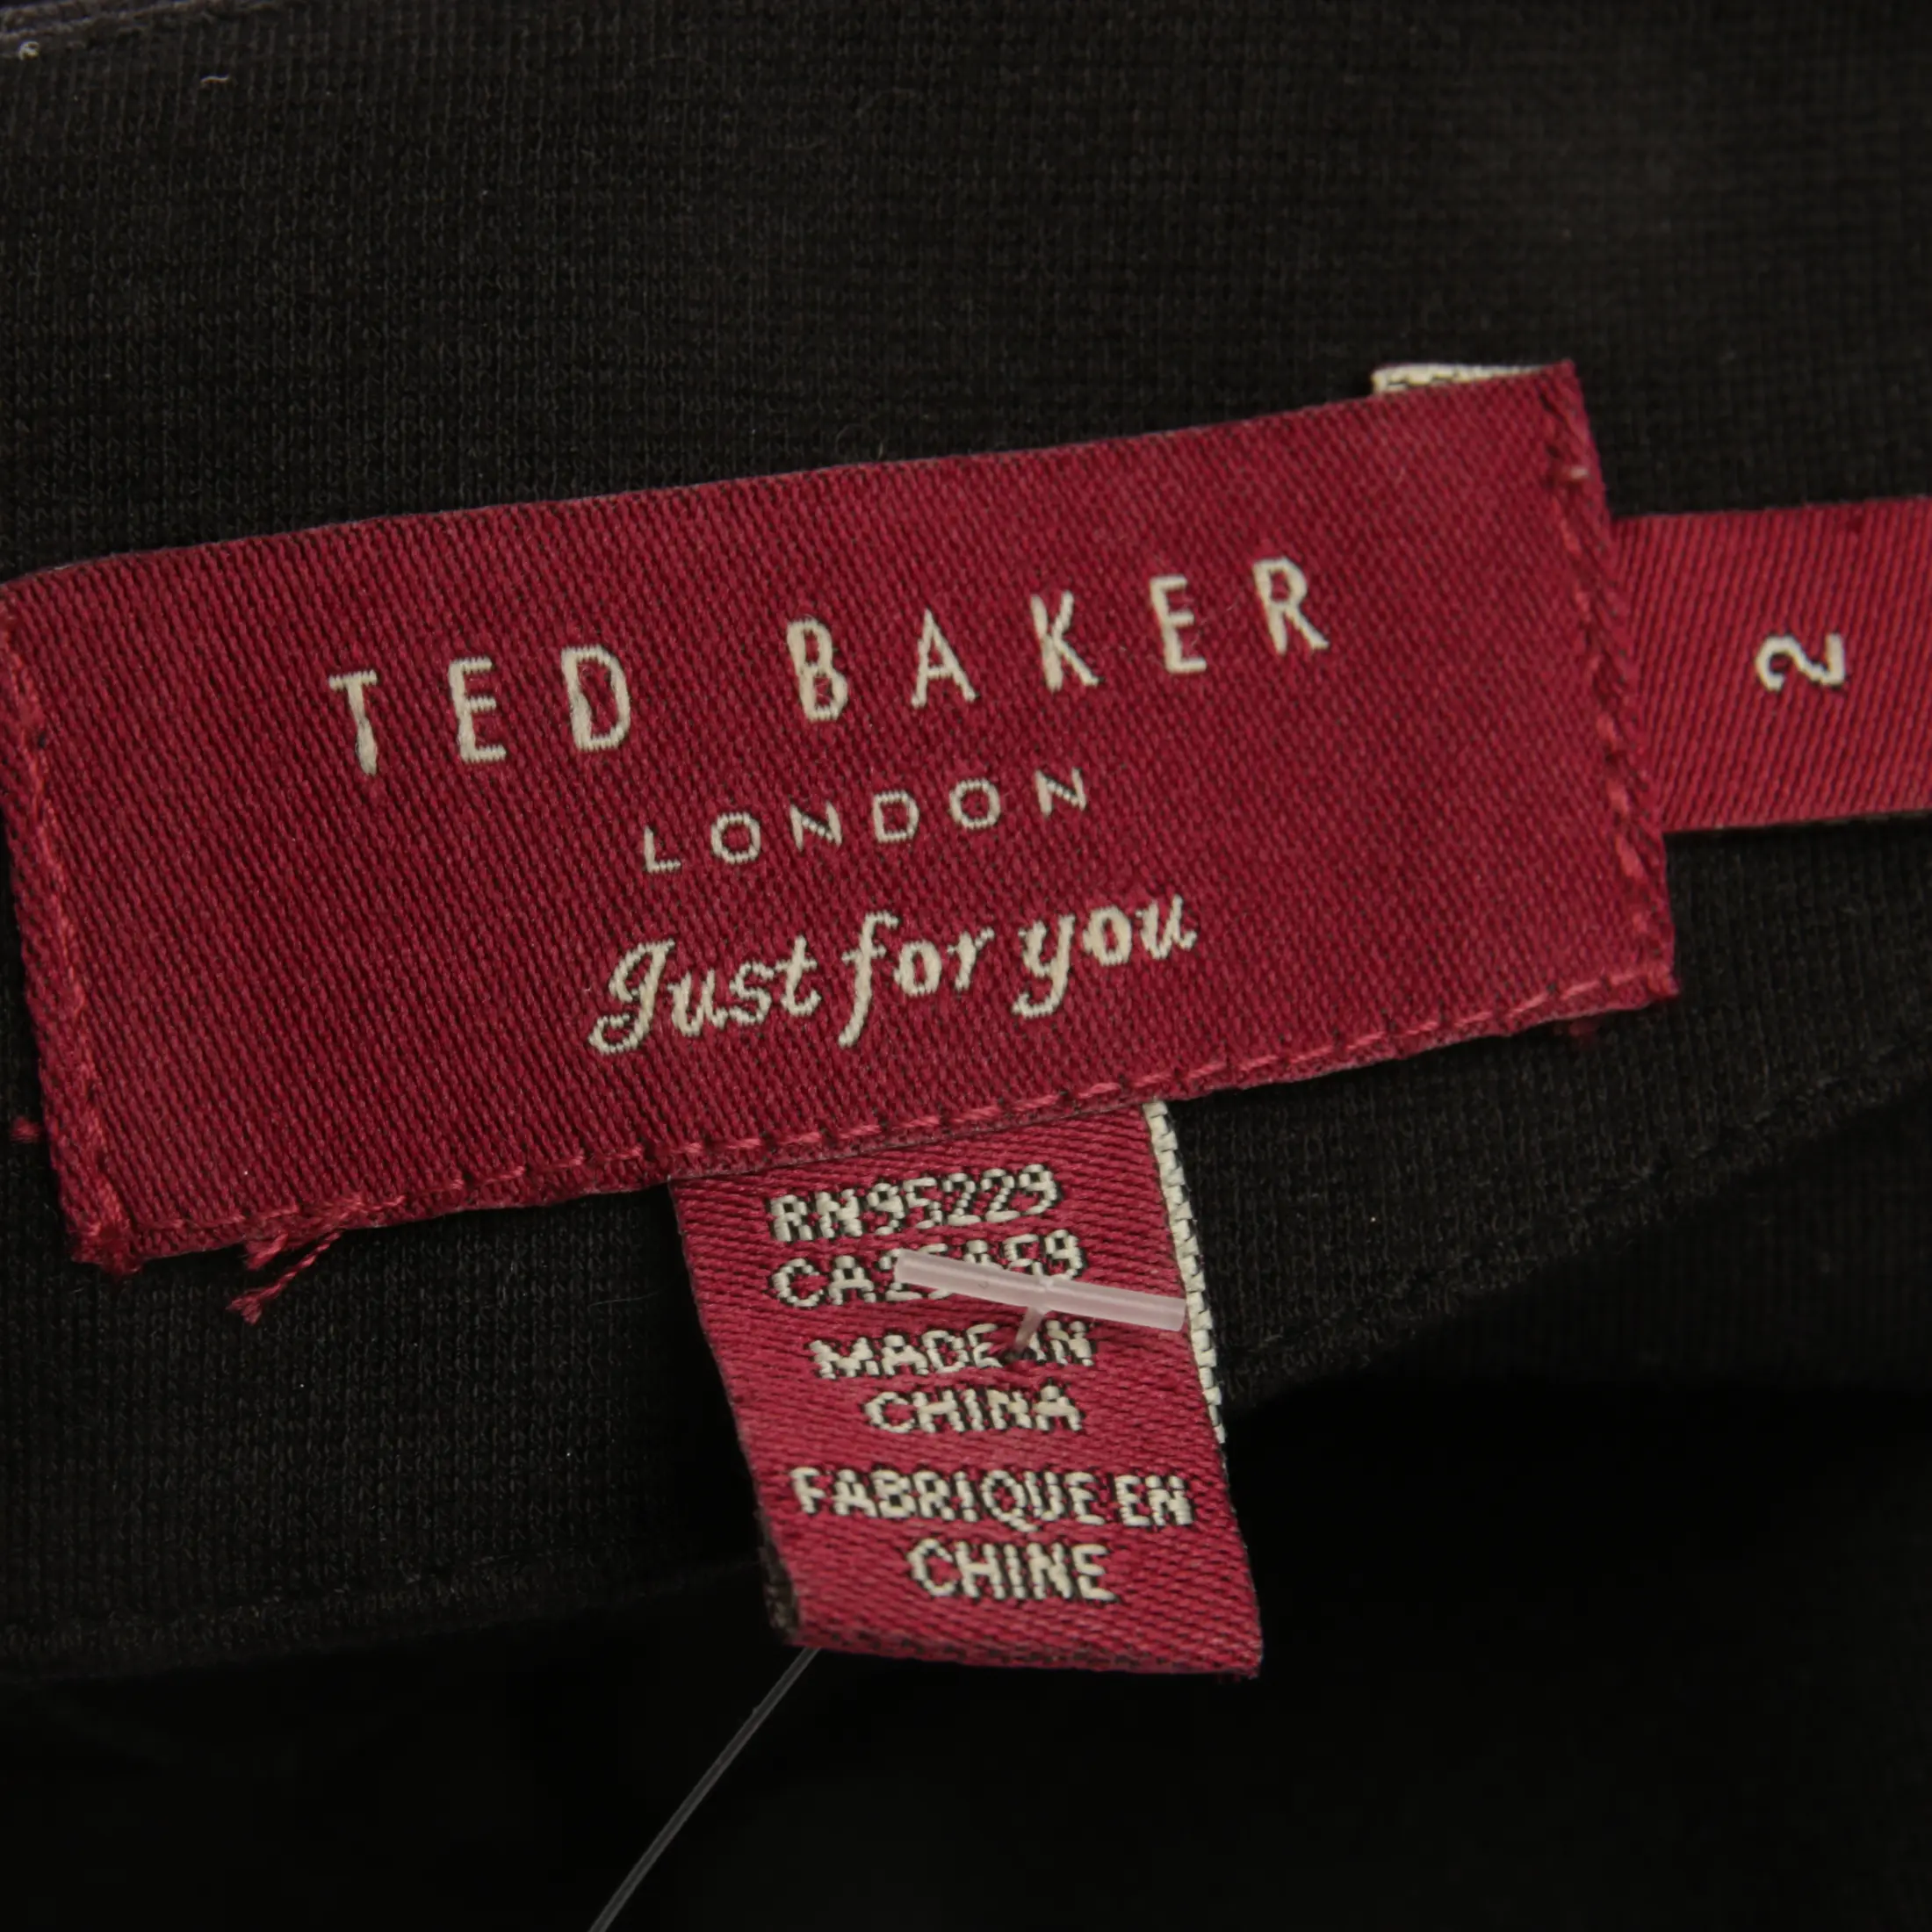 TED BAKER
LONDON
Just for you
2
RN95229
MADE IN
CHINA
FABRIQUE EN
CHINE